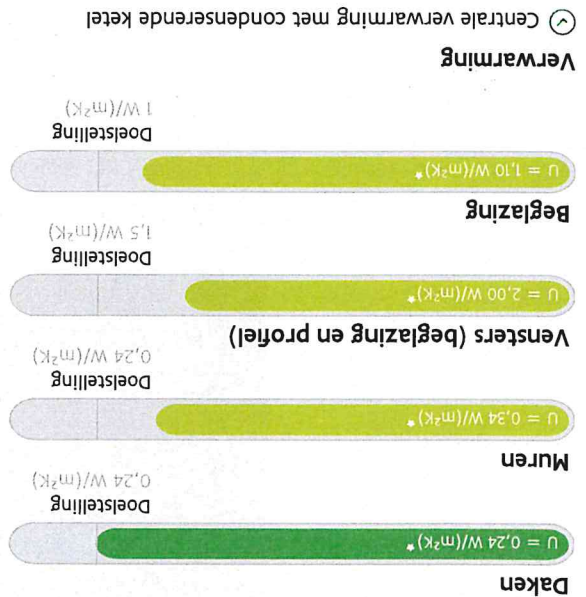 Daken
U = 0,24 W/(m²K)*
Doelstelling
0,24 W/(m²K)
Muren
U = 0,34 W/(m²K)*
Doelstelling
0,24 W/(m²K)
Vensters (beglazing en profiel)
U = 2,00 W/(m²K)*
Doelstelling
1,5 W/(m²K)
Beglazing
U = 1,10 W/(m²K)*
Doelstelling
1 W/(m²K)
Verwarming
Centrale verwarming met condenserende ketel